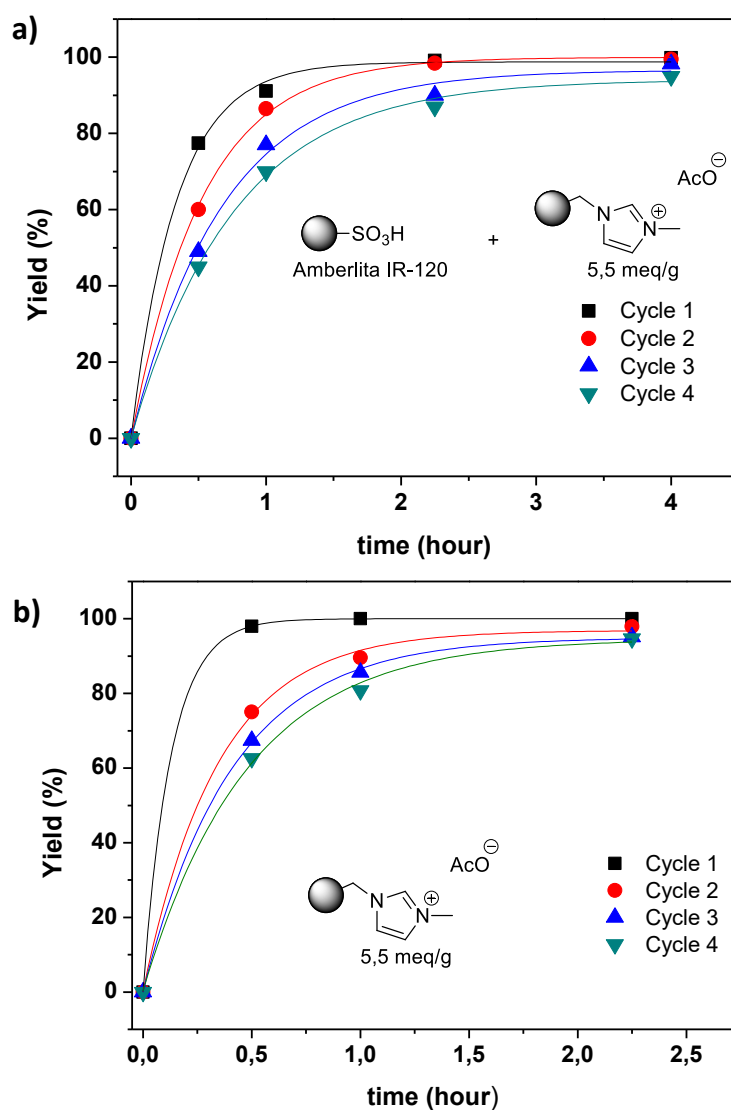 a)
100
80
60
40
20
0
Yield (%)
AcO⊖
SO3H
+
N
⊕
N
Amberlita IR-120
5,5 meq/g
Cycle 1
Cycle 2
Cycle 3
Cycle 4
0 1 2 3 4
time (hour)
b)
100
80
60
40
20
0
Yield (%)
AcO⊖
N
⊕
N
5,5 meq/g
Cycle 1
Cycle 2
Cycle 3
Cycle 4
0,0 0,5 1,0 1,5 2,0 2,5
time (hour)